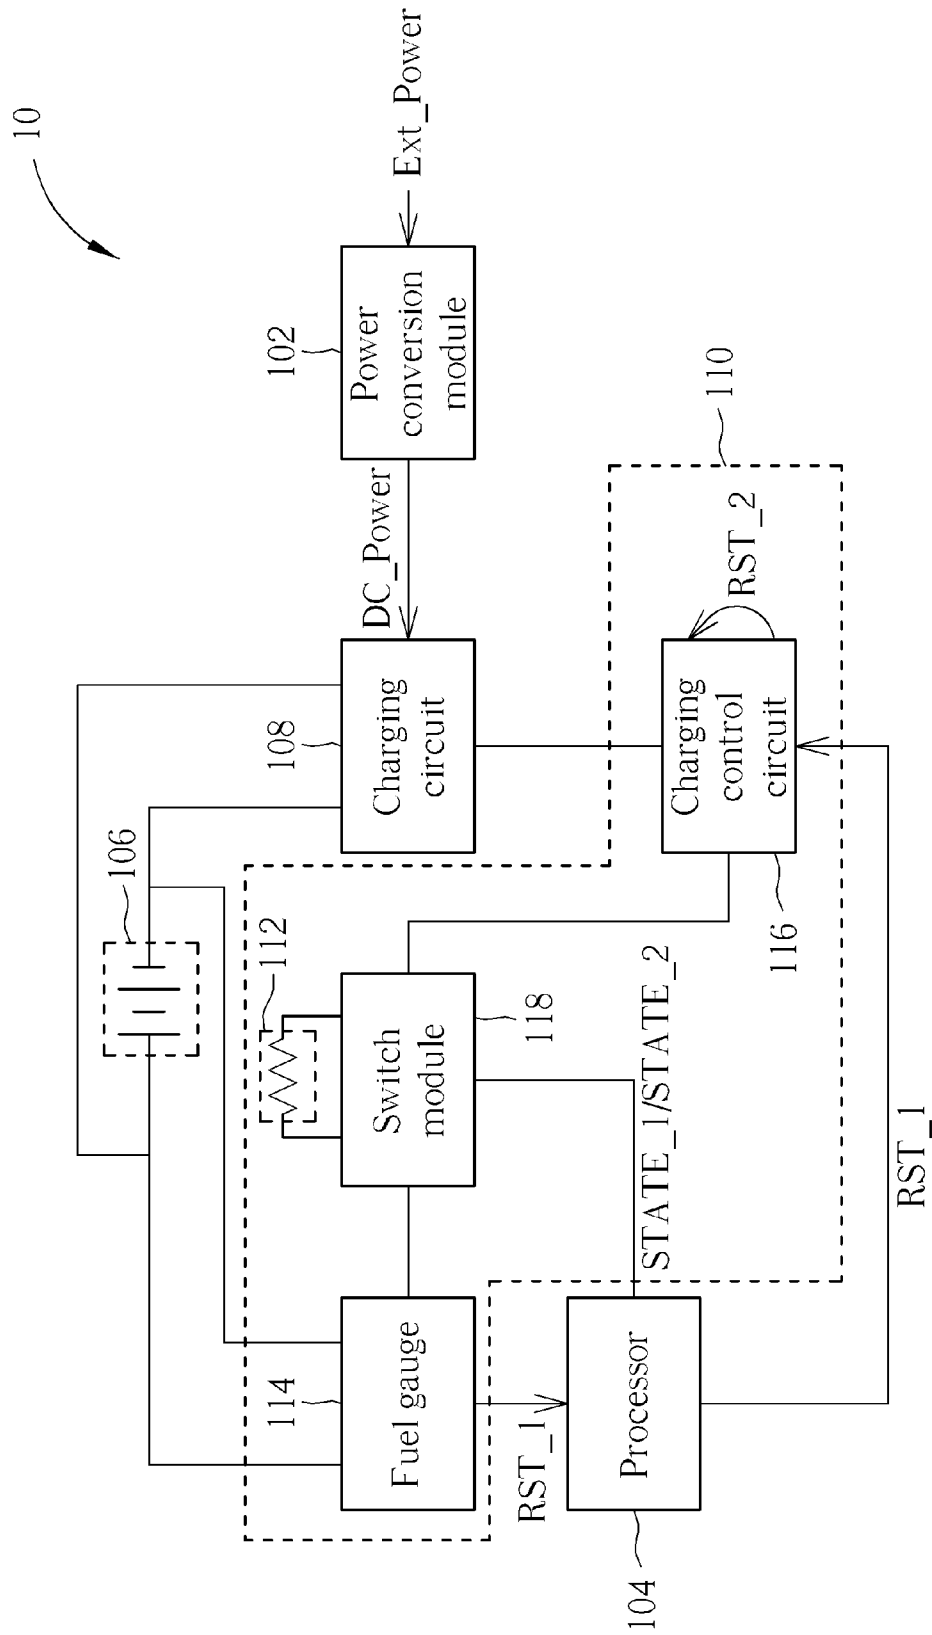 10
Ext_Power
102
Power
conversion
module
DC_Power
110
108
Charging
circuit
RST_2
Charging
control
circuit
116
106
112
118
Switch
module
STATE_1/STATE_2
RST_1
114
Fuel gauge
RST_1
Processor
104